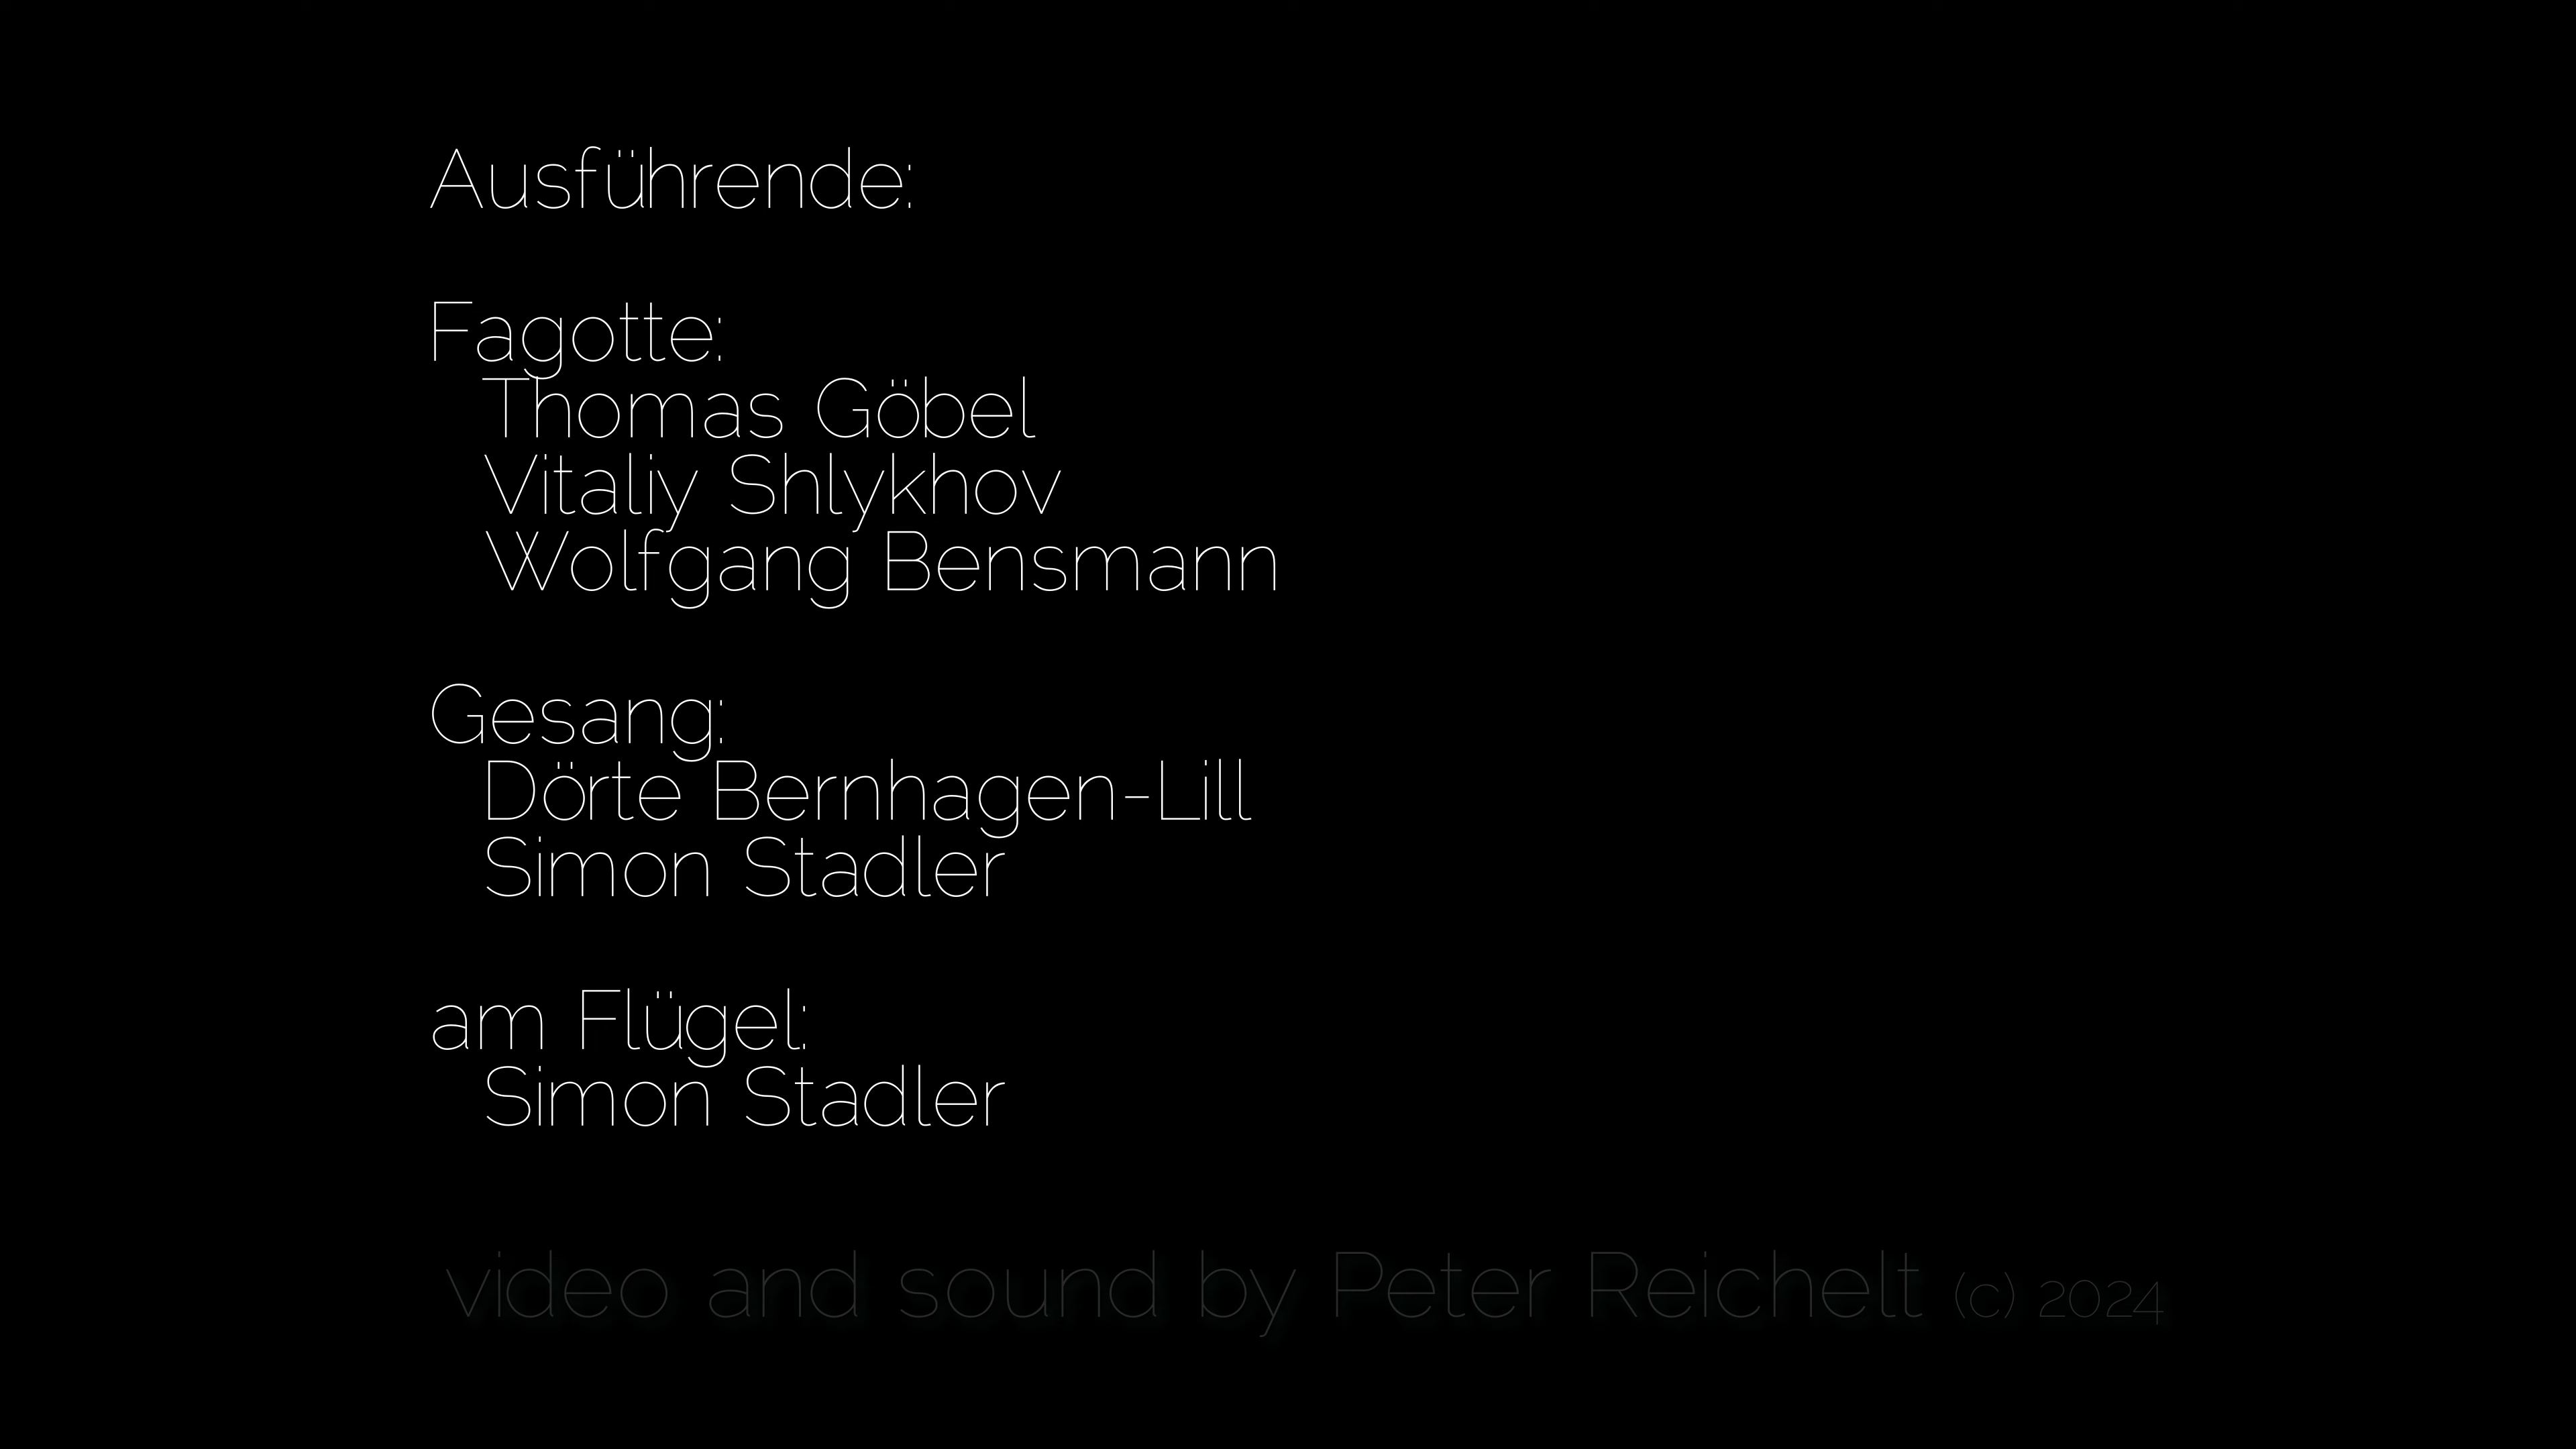 Ausführende:
Fagotte:
Thomas Göbel
Vitaliy Shlykhov
Wolfgang Bensmann
Gesang:
Dörte Bernhagen-Lill
Simon Stadler
am Flügel:
Simon Stadler
video and sound by Peter Reichelt (c) 2024